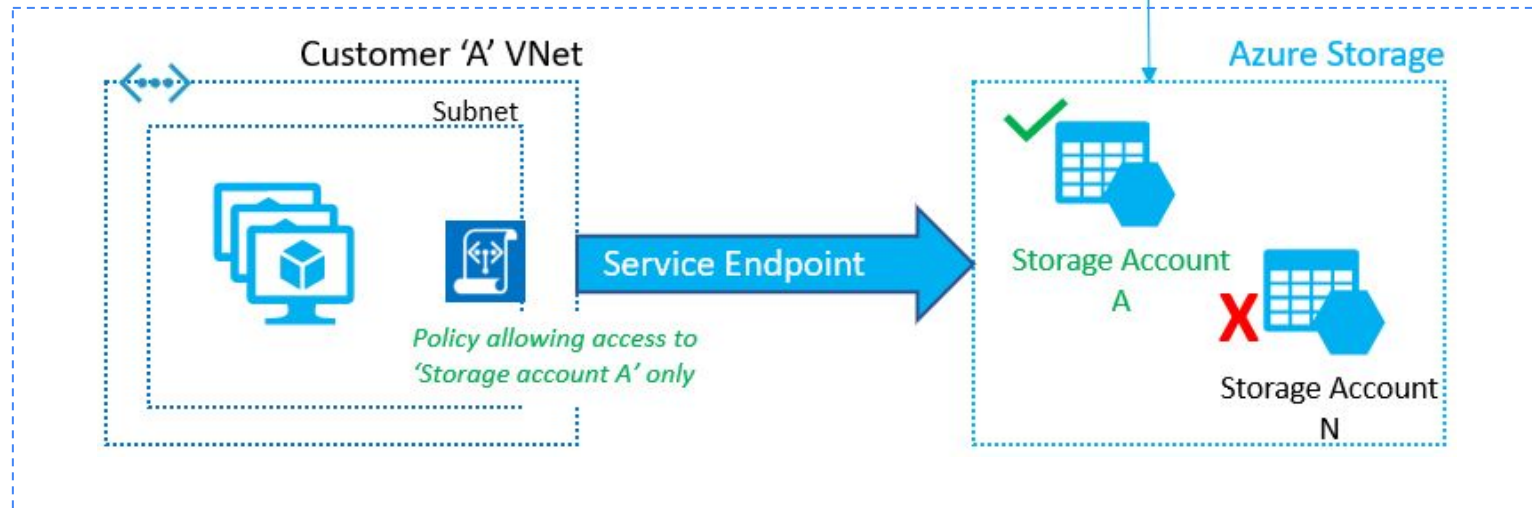 Customer ‘A’ VNet
Azure Storage
Subnet
Service Endpoint
Storage Account
A
Policy allowing access to
‘Storage account A’ only
Storage Account
N